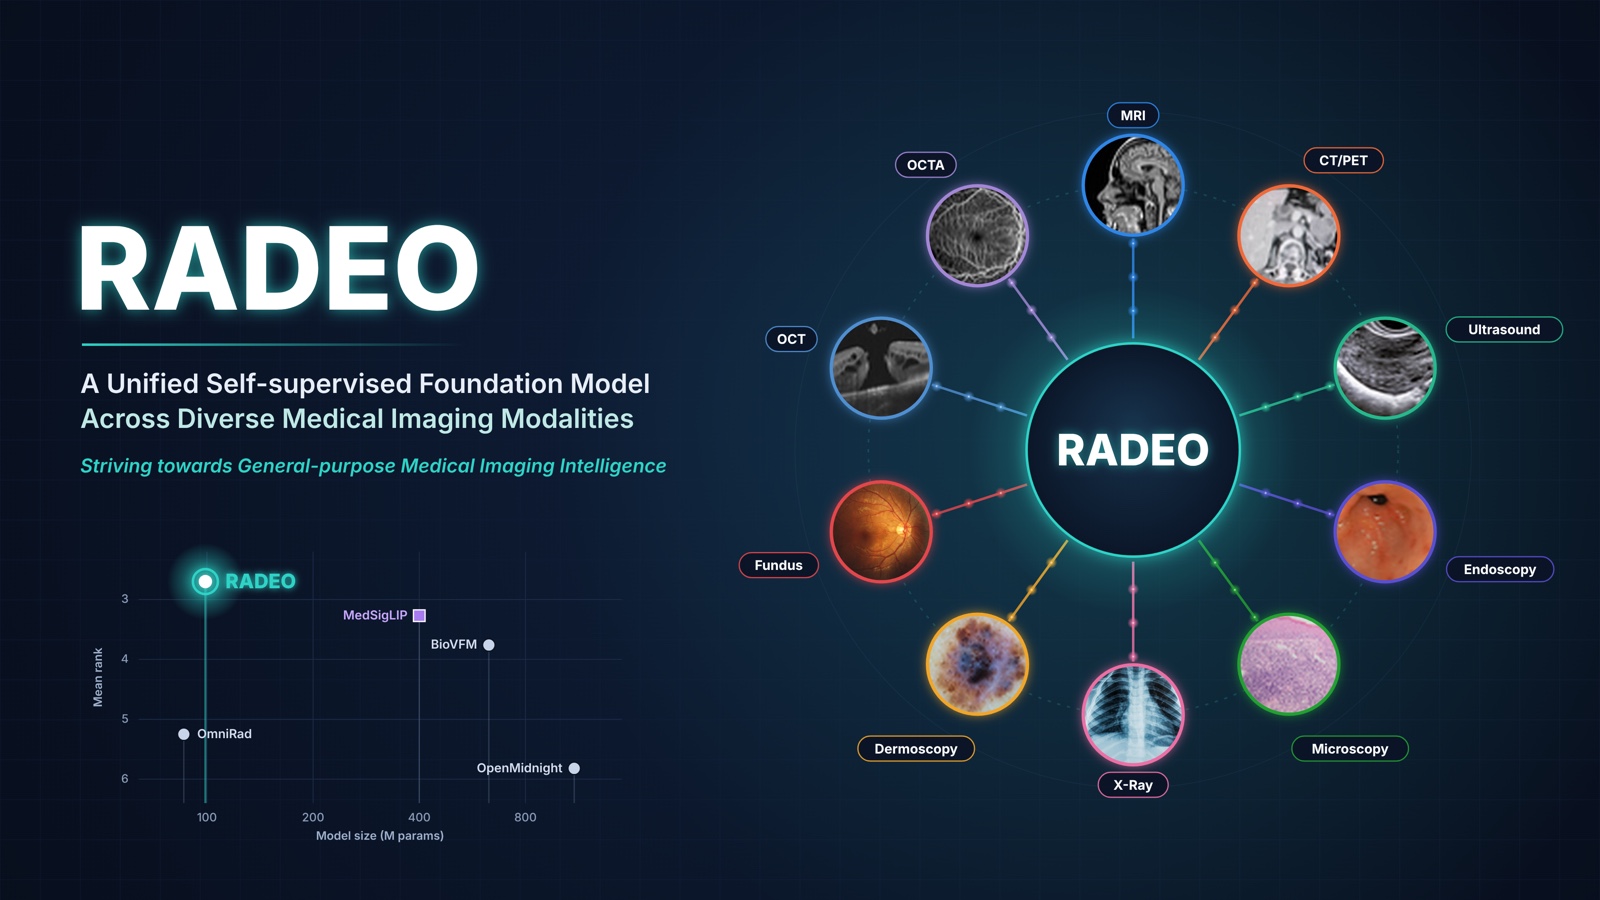 RADEO
A Unified Self-supervised Foundation Model
Across Diverse Medical Imaging Modalities
Striving towards General-purpose Medical Imaging Intelligence
RADEO
MedSigLIP
BioVFM
OmniRad
OpenMidnight
Mean rank
3
4
5
6
100
200
400
800
Model size (M params)
MRI
CT/PET
OCTA
Ultrasound
OCT
RADEO
Fundus
Endoscopy
Dermoscopy
Microscopy
X-Ray